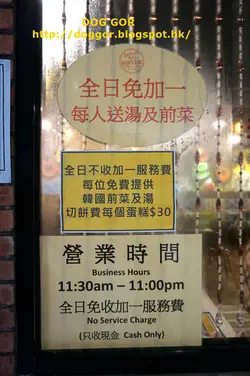 DOG GOR
http://doggor.blogspot.hk/
全日免加一
每人送湯及前菜
全日不收加一服務費
每位免費提供
韓國前菜及湯
切餅費每個蛋糕$30
營業時間
Business Hours
11:30am – 11:00pm
全日免收加一服務費
No Service Charge
(只收現金 Cash Only)